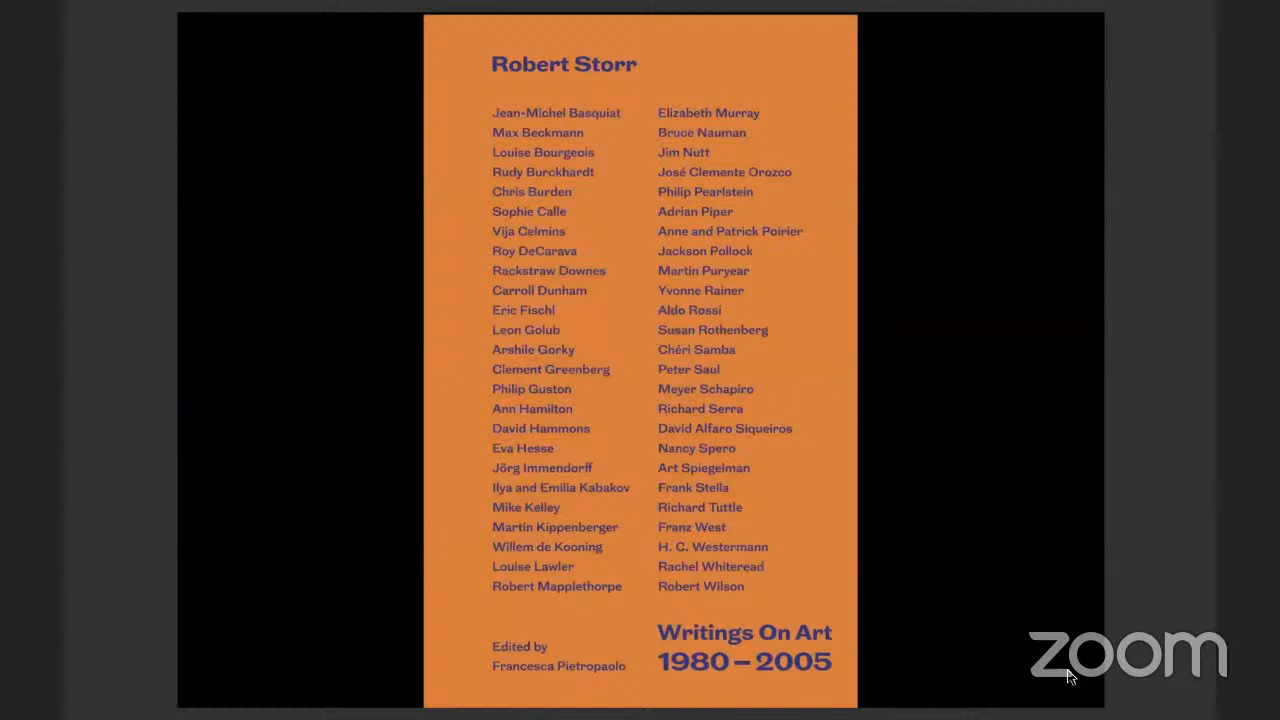 Robert Storr
Jean-Michel Basquiat
Max Beckmann
Louise Bourgeois
Rudy Burckhardt
Chris Burden
Sophie Calle
Vija Celmins
Roy DeCarava
Rackstraw Downes
Carroll Dunham
Eric Fischl
Leon Golub
Arshile Gorky
Clement Greenberg
Philip Guston
Ann Hamilton
David Hammons
Eva Hesse
Jörg Immendorff
Ilya and Emilia Kabakov
Mike Kelley
Martin Kippenberger
Willem de Kooning
Louise Lawler
Robert Mapplethorpe
Elizabeth Murray
Bruce Nauman
Jim Nutt
José Clemente Orozco
Philip Pearlstein
Adrian Piper
Anne and Patrick Poirier
Jackson Pollock
Martin Puryear
Yvonne Rainer
Aldo Rossi
Susan Rothenberg
Chéri Samba
Peter Saul
Meyer Schapiro
Richard Serra
David Alfaro Siqueiros
Nancy Spero
Art Spiegelman
Frank Stella
Richard Tuttle
Franz West
H. C. Westermann
Rachel Whiteread
Robert Wilson
Edited by
Francesca Pietropaolo
Writings On Art
1980 – 2005
zoom